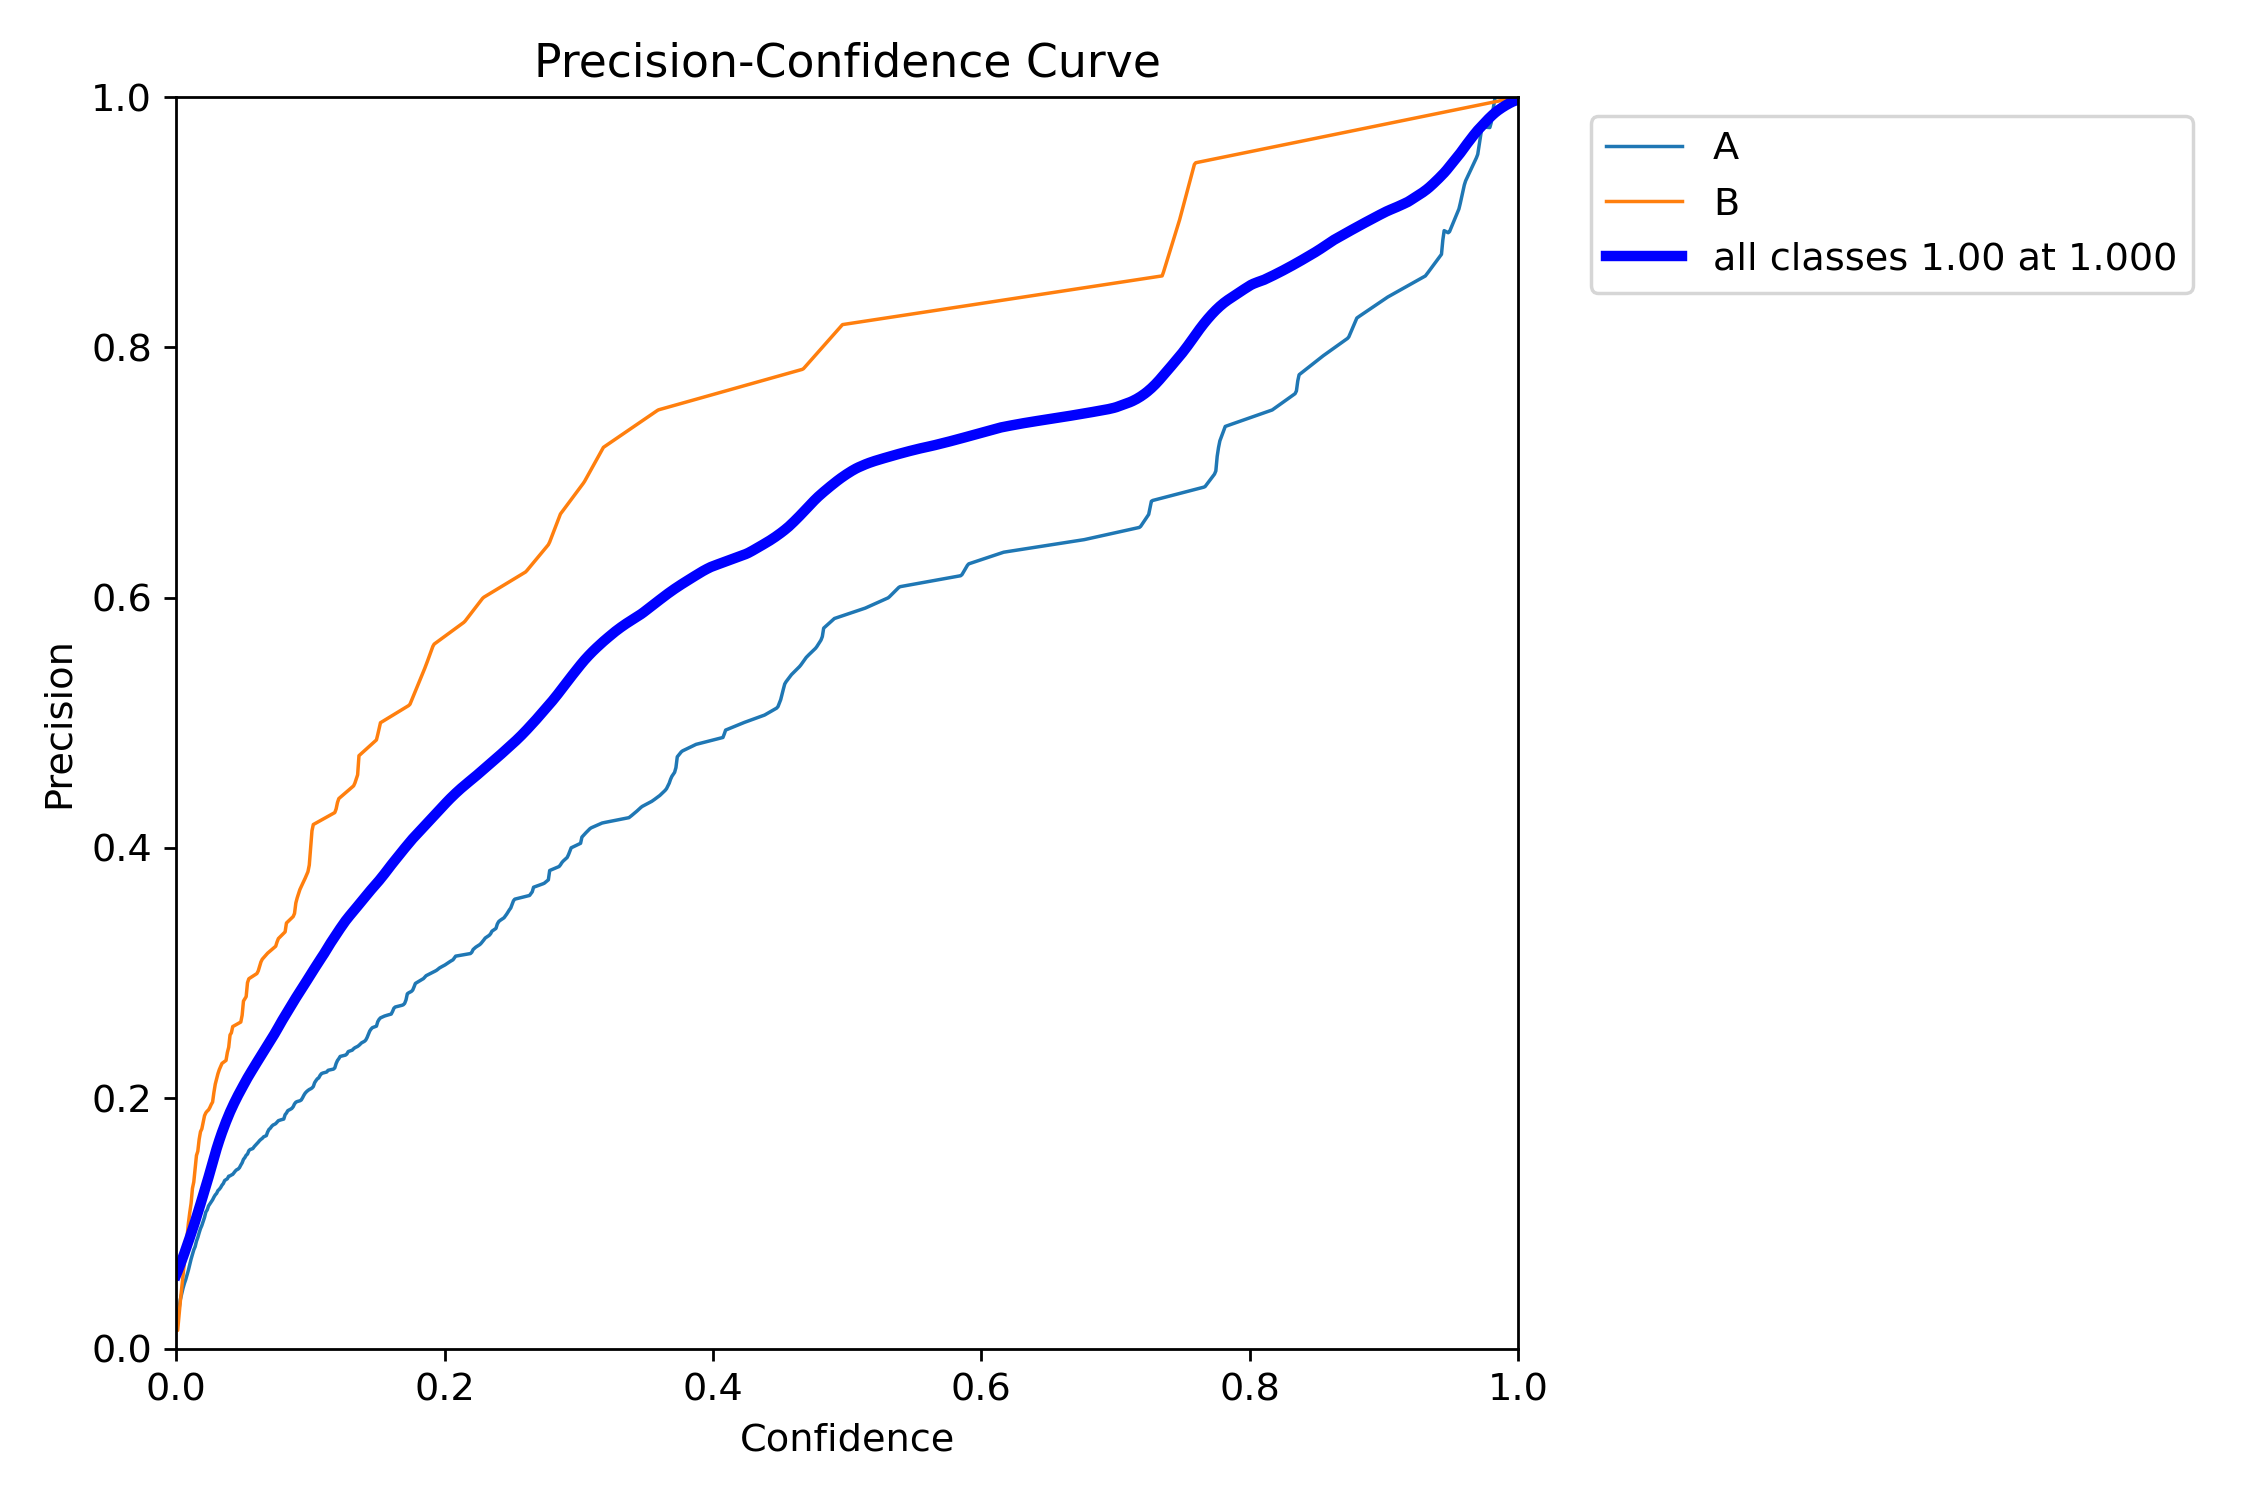 Precision-Confidence Curve
1.0
0.8
0.6
0.4
0.2
0.0
Precision
0.0 0.2 0.4 0.6 0.8 1.0
Confidence
A
B
all classes 1.00 at 1.000